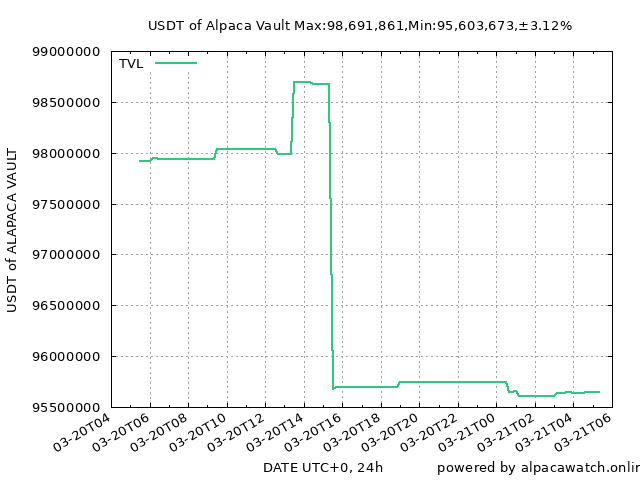 USDT of Alpaca Vault Max:98,691,861,Min:95,603,673,±3.12%
TVL
99000000
98500000
98000000
97500000
97000000
96500000
96000000
95500000
USDT of ALAPACA VAULT
03-20T04
03-20T06
03-20T08
03-20T10
03-20T12
03-20T14
03-20T16
03-20T18
03-20T20
03-20T22
03-21T00
03-21T02
03-21T04
03-21T06
DATE UTC+0, 24h
powered by alpacawatch.onlin